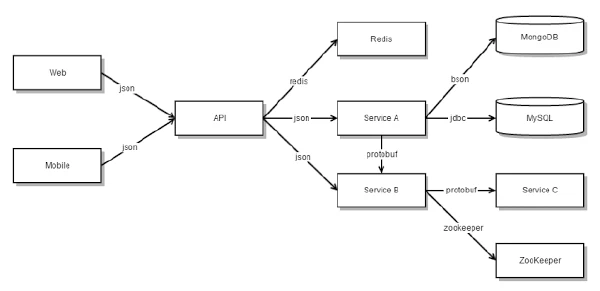 Web
Mobile
json
json
API
redis
json
json
Redis
Service A
protobuf
Service B
bson
jdbc
protobuf
zookeeper
MongoDB
MySQL
Service C
ZooKeeper